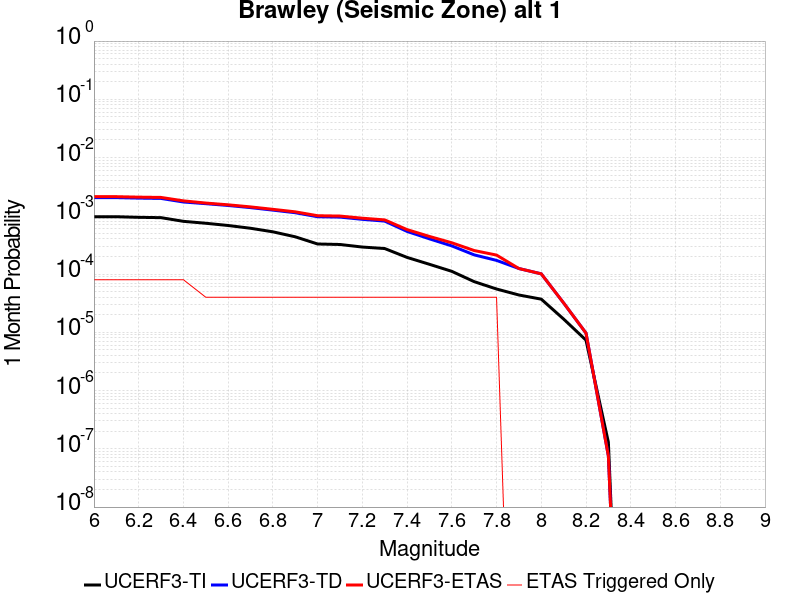 Brawley (Seismic Zone) alt 1
10^0
10^-1
10^-2
10^-3
10^-4
10^-5
10^-6
10^-7
10^-8
1 Month Probability
6 6.2 6.4 6.6 6.8 7 7.2 7.4 7.6 7.8 8 8.2 8.4 8.6 8.8 9
Magnitude
UCERF3-TI UCERF3-TD UCERF3-ETAS ETAS Triggered Only